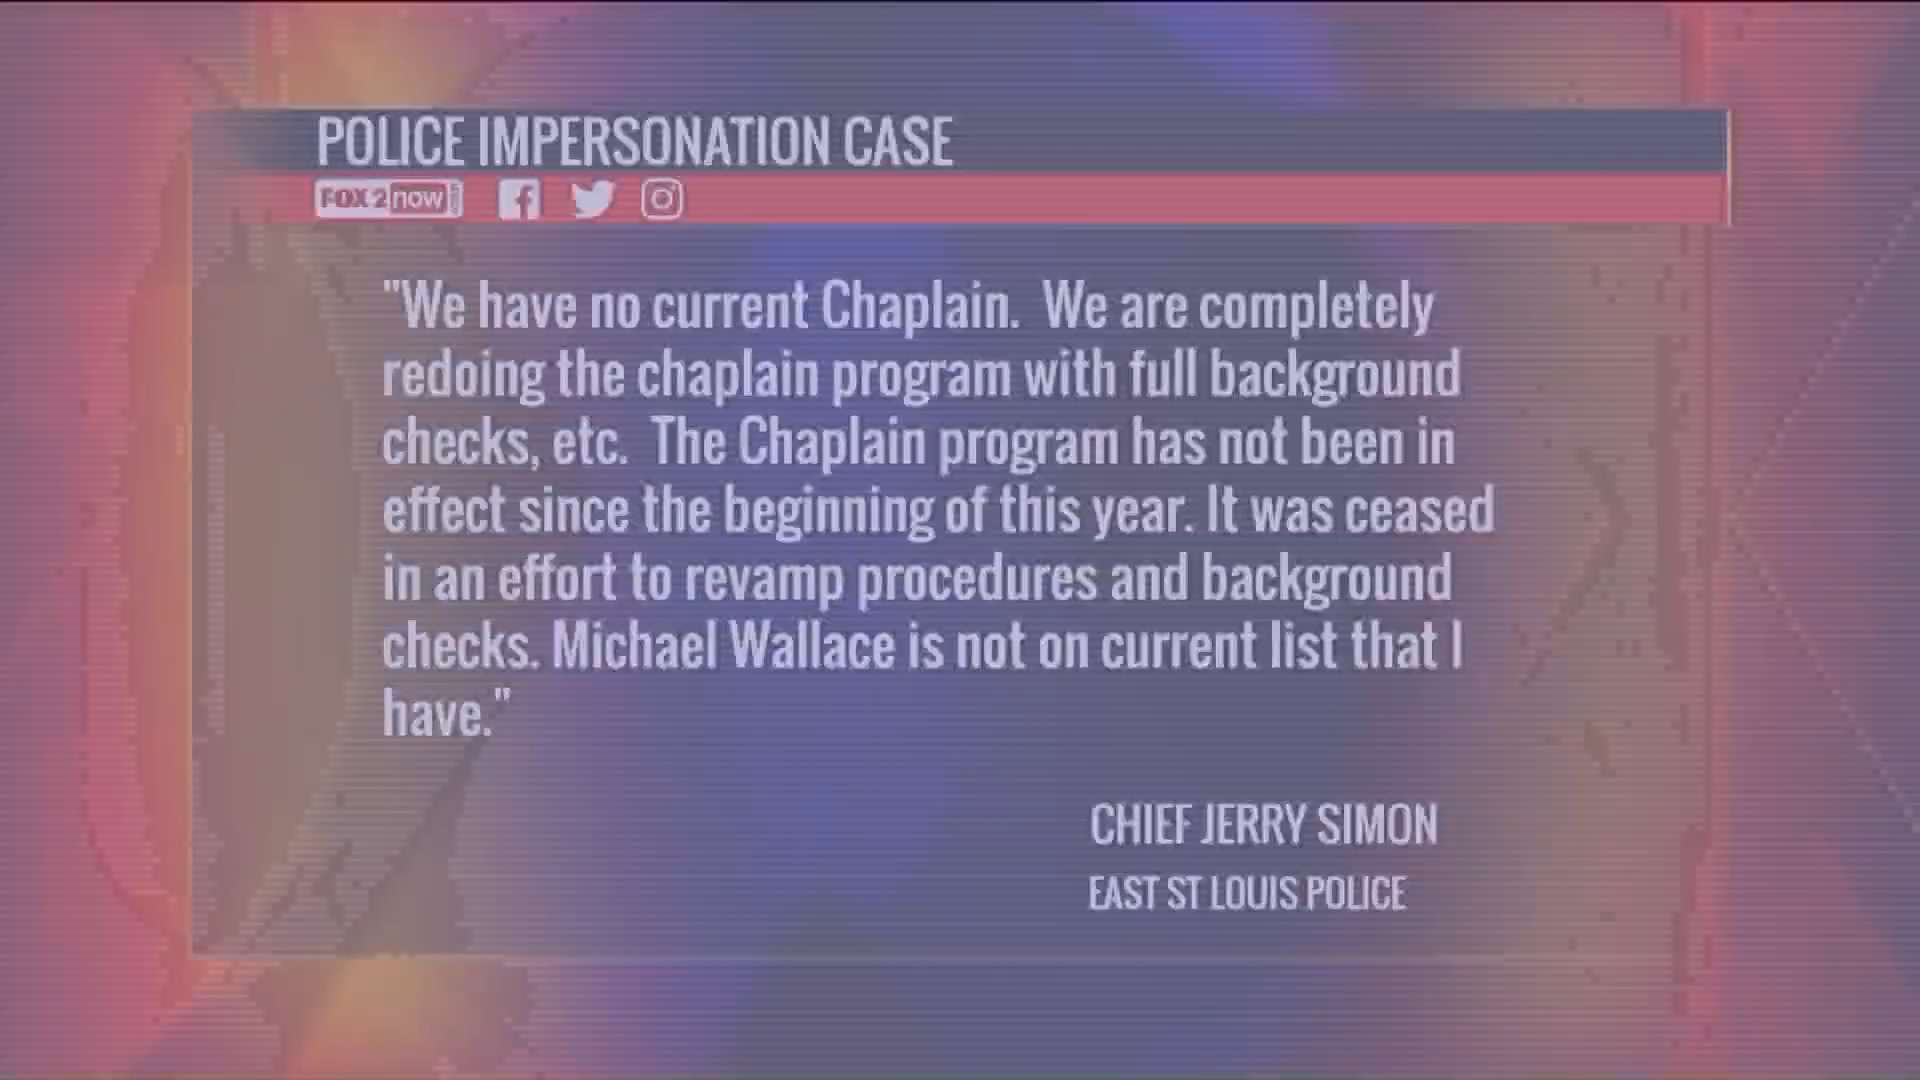 POLICE IMPERSONATION CASE
FOX 2 now
"We have no current Chaplain.  We are completely
redoing the chaplain program with full background
checks, etc.  The Chaplain program has not been in
effect since the beginning of this year. It was ceased
in an effort to revamp procedures and background
checks. Michael Wallace is not on current list that I
have."
CHIEF JERRY SIMON
EAST ST LOUIS POLICE